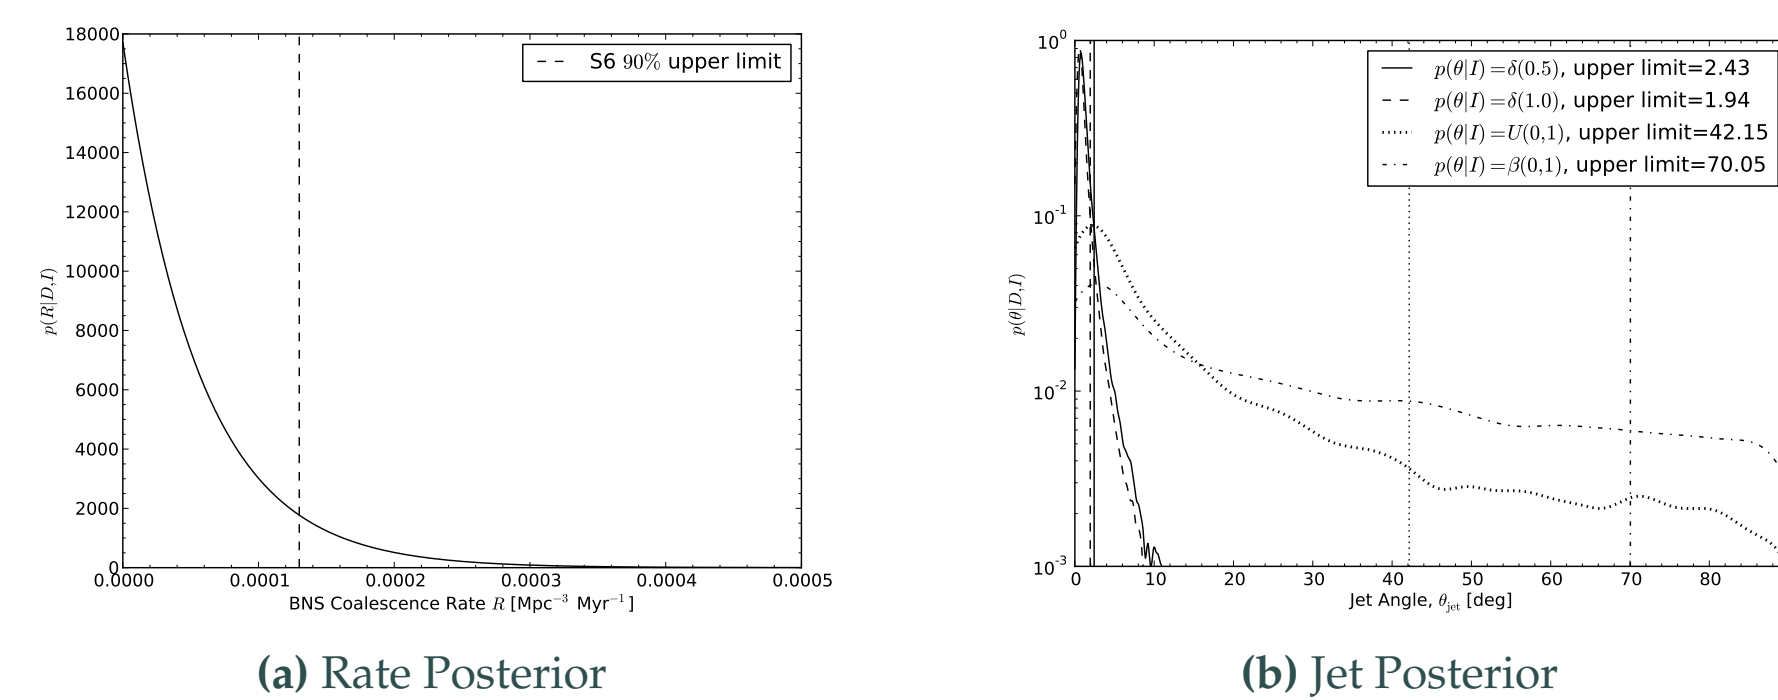 18000
16000
14000
12000
10000
8000
6000
4000
2000
0
p(R|D,I)
S6 90% upper limit
0.0000 0.0001 0.0002 0.0003 0.0004 0.0005
BNS Coalescence Rate R [Mpc⁻³ Myr⁻¹]
(a) Rate Posterior
10⁰
10⁻¹
10⁻²
10⁻³
p(θ|D,I)
p(θ|I)=δ(0.5), upper limit=2.43
p(θ|I)=δ(1.0), upper limit=1.94
p(θ|I)=U(0,1), upper limit=42.15
p(θ|I)=β(0,1), upper limit=70.05
0 10 20 30 40 50 60 70 80
Jet Angle, θjet [deg]
(b) Jet Posterior